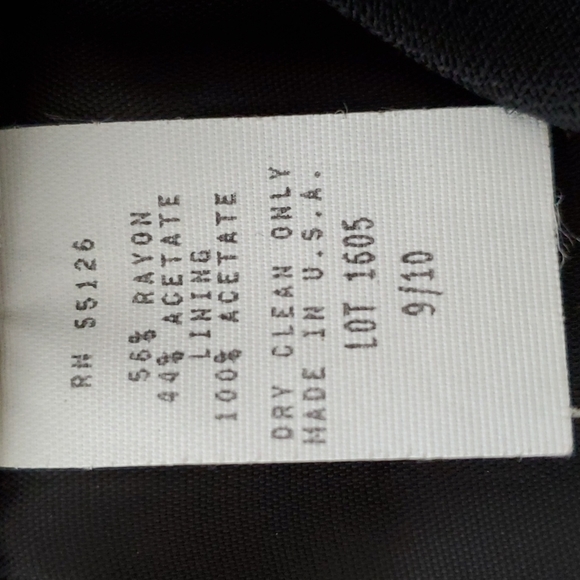 RN 55126
56% RAYON
44% ACETATE
LINING
100% ACETATE
DRY CLEAN ONLY
MADE IN U.S.A.
LOT 1605
9/10